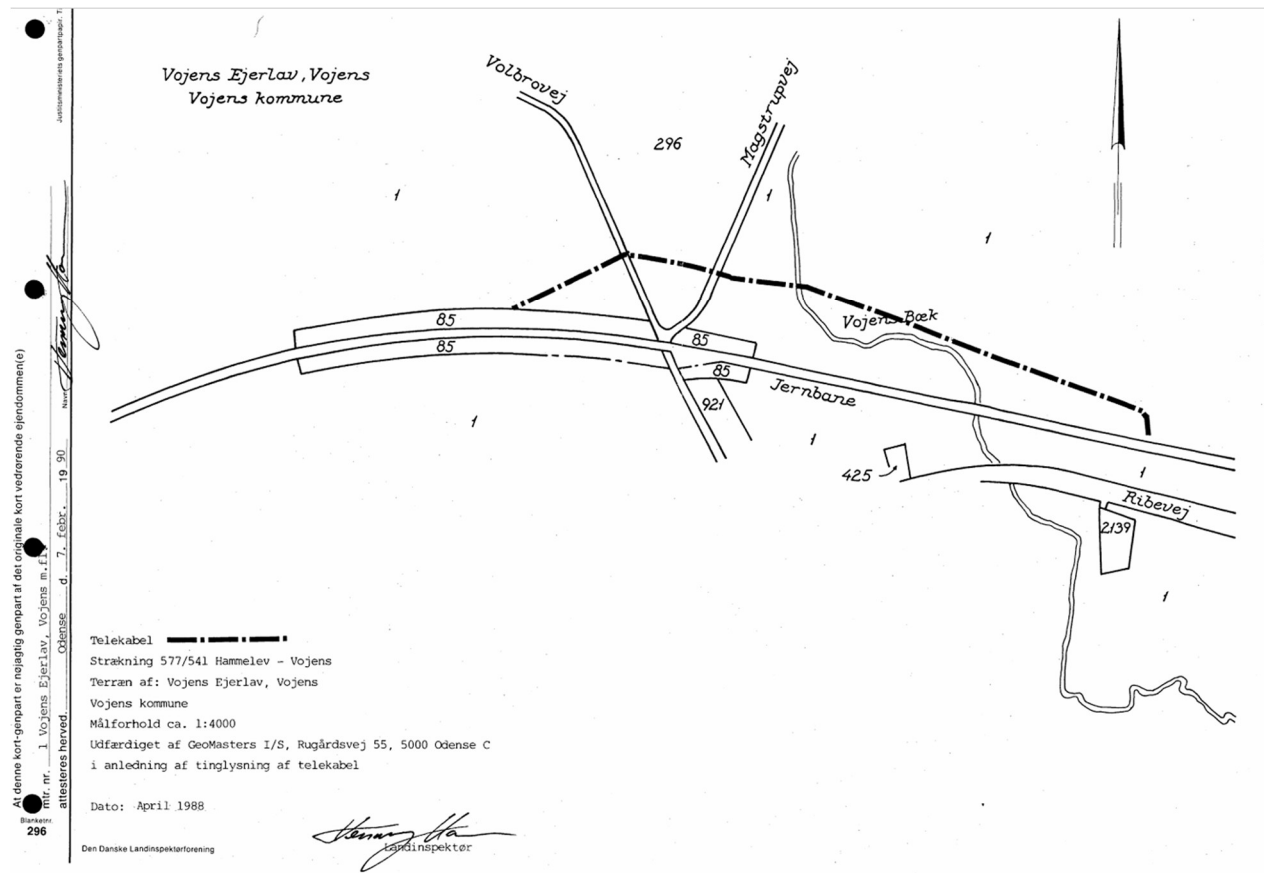 Vojens Ejerlav, Vojens
Vojens kommune
Volbrovej
Magstrupvej
296
1
1
1
Vojens Bæk
85
85
85
85
Jernbane
921
1
1
1
425
Ribevej
2139
1
Telekabel
Strækning 577/541 Hammelev - Vojens
Terræn af: Vojens Ejerlav, Vojens
Vojens kommune
Målforhold ca. 1:4000
Udfærdiget af GeoMasters I/S, Rugårdsvej 55, 5000 Odense C
i anledning af tinglysning af telekabel
Dato: April 1988
Landinspektør
Den Danske Landinspektørforening
Blanketnr.
296
At denne kort-genpart er nøjagtig genpart af det originale kort vedrørende ejendommen(e)
mtr. nr. 1 Vojens Ejerlav, Vojens m.fl.
attesteres herved. Odense d. 7. febr. 19 90
Navn
Justitsministeriets genpartpapir.